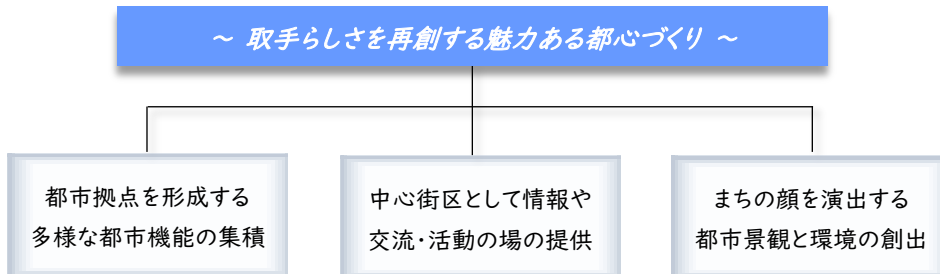 ～ 取手らしさを再創する魅力ある都心づくり ～
都市拠点を形成する
多様な都市機能の集積
中心街区として情報や
交流・活動の場の提供
まちの顔を演出する
都市景観と環境の創出